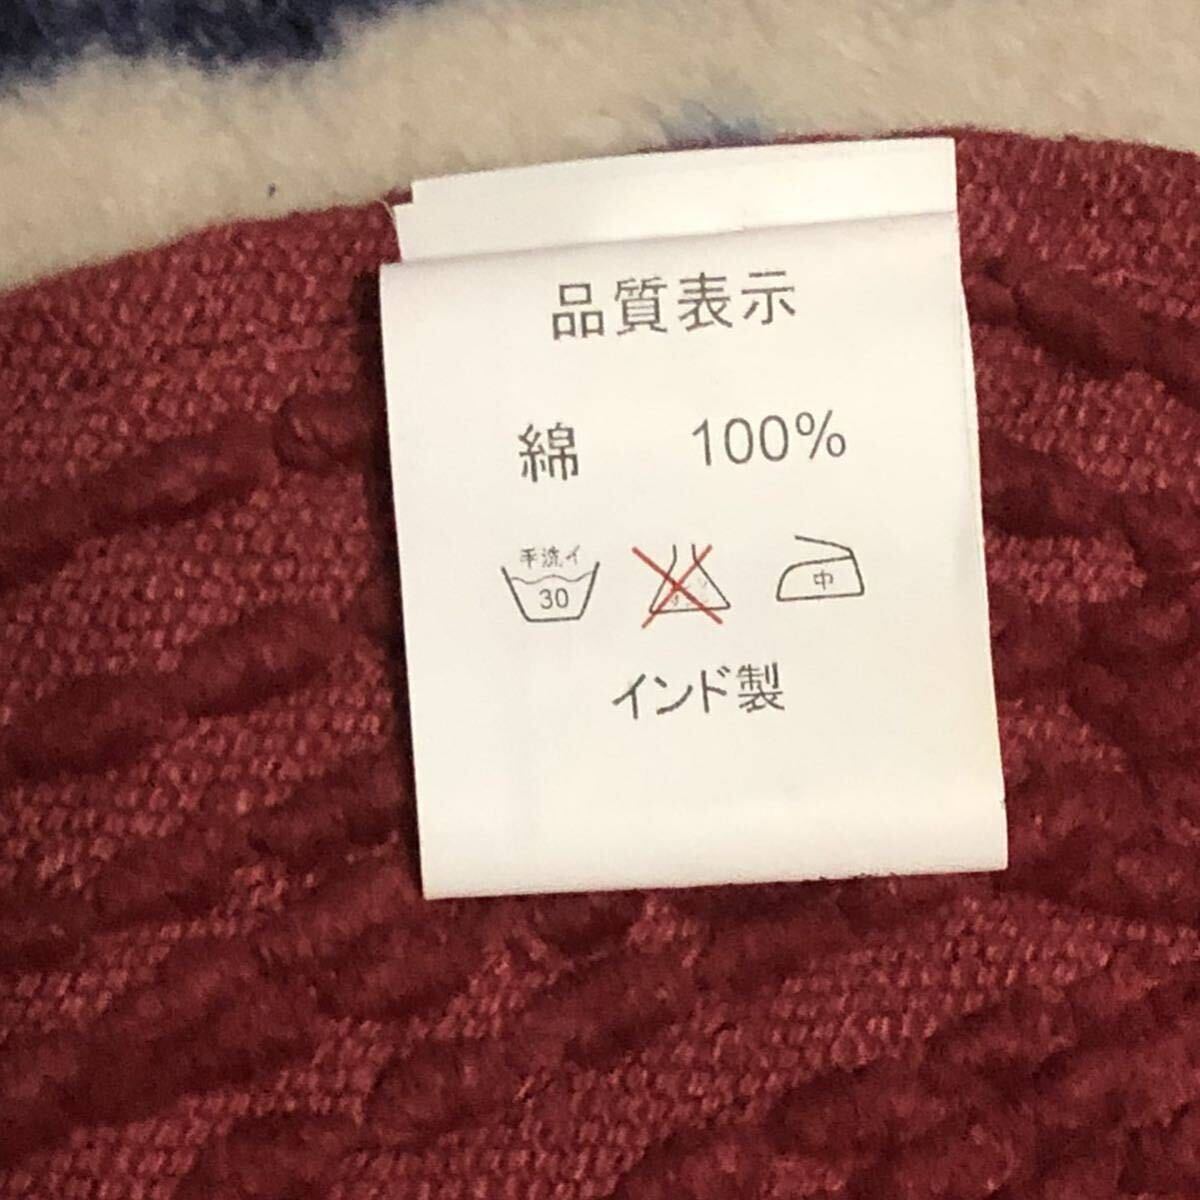 品質表示
綿 100%
手洗イ
30
中
インド製